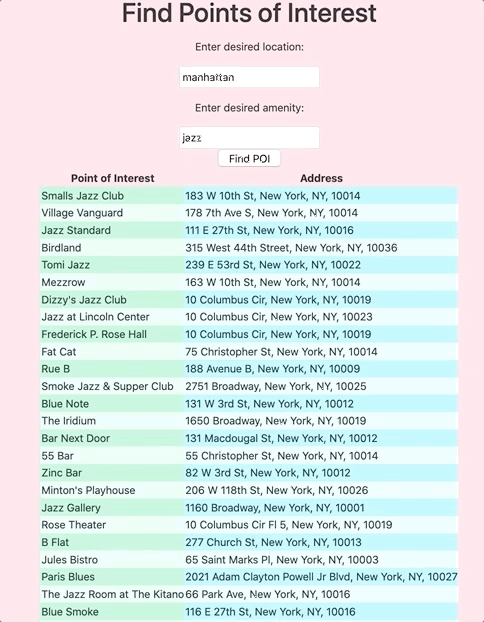 Find Points of Interest
Enter desired location:
manhattan
Enter desired amenity:
jazz
Find POI
Point of Interest Address
Smalls Jazz Club 183 W 10th St, New York, NY, 10014
Village Vanguard 178 7th Ave S, New York, NY, 10014
Jazz Standard 111 E 27th St, New York, NY, 10016
Birdland 315 West 44th Street, New York, NY, 10036
Tomi Jazz 239 E 53rd St, New York, NY, 10022
Mezzrow 163 W 10th St, New York, NY, 10014
Dizzy's Jazz Club 10 Columbus Cir, New York, NY, 10019
Jazz at Lincoln Center 10 Columbus Cir, New York, NY, 10023
Frederick P. Rose Hall 10 Columbus Cir, New York, NY, 10019
Fat Cat 75 Christopher St, New York, NY, 10014
Rue B 188 Avenue B, New York, NY, 10009
Smoke Jazz & Supper Club 2751 Broadway, New York, NY, 10025
Blue Note 131 W 3rd St, New York, NY, 10012
The Iridium 1650 Broadway, New York, NY, 10019
Bar Next Door 131 Macdougal St, New York, NY, 10012
55 Bar 55 Christopher St, New York, NY, 10014
Zinc Bar 82 W 3rd St, New York, NY, 10012
Minton's Playhouse 206 W 118th St, New York, NY, 10026
Jazz Gallery 1160 Broadway, New York, NY, 10001
Rose Theater 10 Columbus Cir Fl 5, New York, NY, 10019
B Flat 277 Church St, New York, NY, 10013
Jules Bistro 65 Saint Marks Pl, New York, NY, 10003
Paris Blues 2021 Adam Clayton Powell Jr Blvd, New York, NY, 10027
The Jazz Room at The Kitano 66 Park Ave, New York, NY, 10016
Blue Smoke 116 E 27th St, New York, NY, 10016